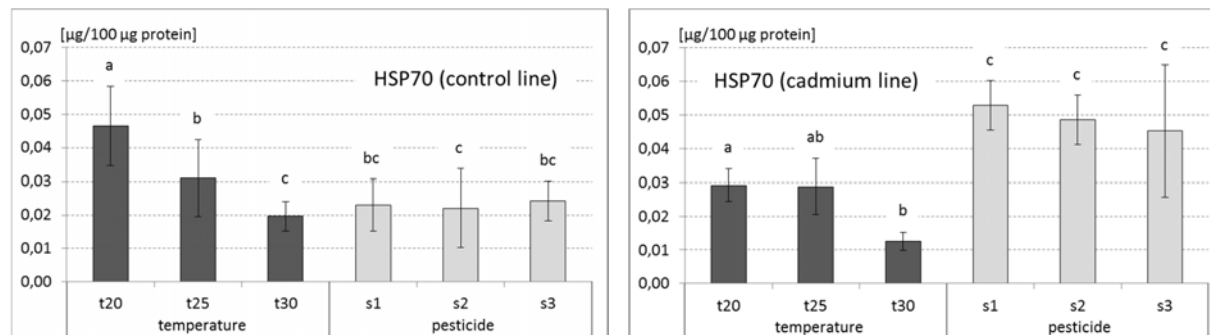 [µg/100 µg protein]
0,07
0,06
0,05
0,04
0,03
0,02
0,01
0,00
HSP70 (control line)
a
b
c
bc
c
bc
t20 t25 t30 s1 s2 s3
temperature pesticide
[µg/100 µg protein]
0,07
0,06
0,05
0,04
0,03
0,02
0,01
0,00
HSP70 (cadmium line)
a
ab
b
c
c
c
t20 t25 t30 s1 s2 s3
temperature pesticide